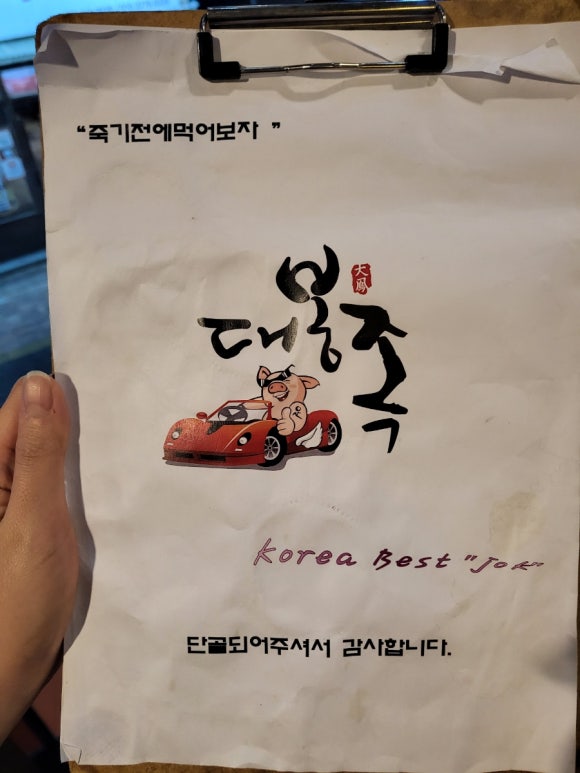 “죽기전에먹어보자 ”
대봉족
大鳳
Korea Best "Jok"
단골되어주셔서 감사합니다.